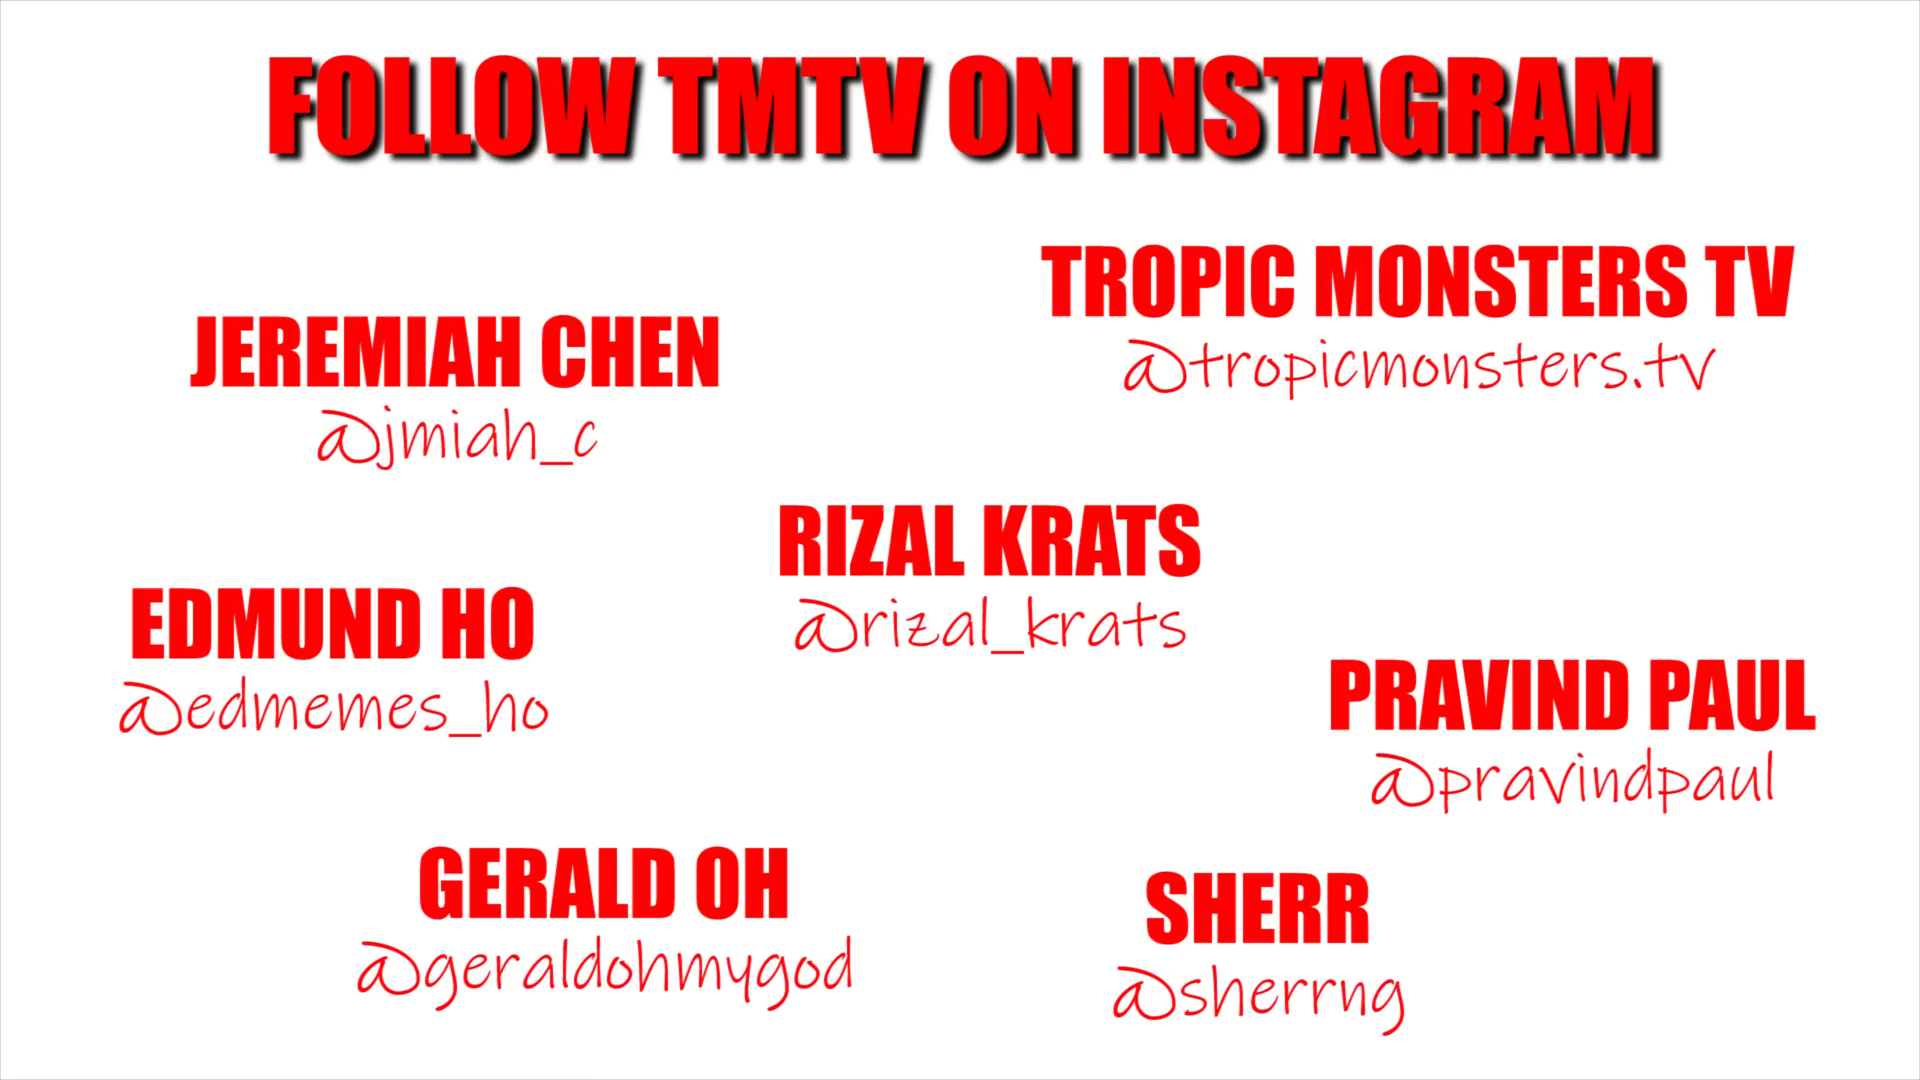 FOLLOW TMTV ON INSTAGRAM
TROPIC MONSTERS TV
@tropicmonsters.tv
JEREMIAH CHEN
@jmiah_c
RIZAL KRATS
@rizal_krats
EDMUND HO
@edmemes_ho
PRAVIND PAUL
@pravindpaul
GERALD OH
@geraldohmygod
SHERR
@sherrng